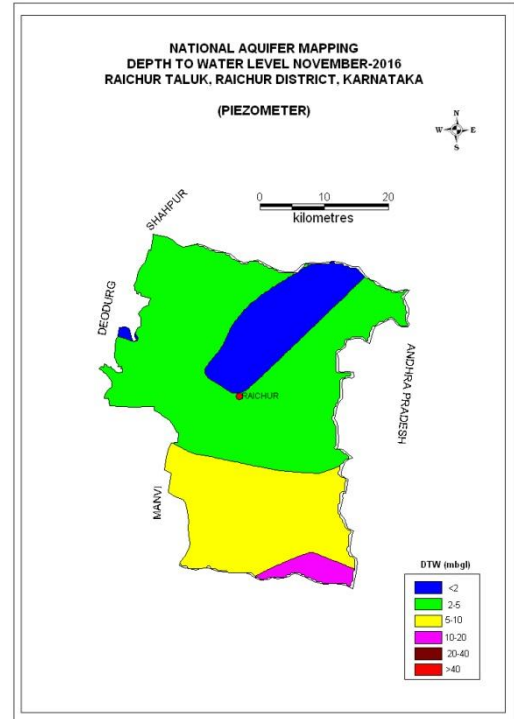 NATIONAL AQUIFER MAPPING
DEPTH TO WATER LEVEL NOVEMBER-2016
RAICHUR TALUK, RAICHUR DISTRICT, KARNATAKA
(PIEZOMETER)
N
W E
S
0 10 20
kilometres
SHAHPUR
DEODURG
ANDHRA PRADESH
RAICHUR
MANVI
DTW (mbgl)
<2
2-5
5-10
10-20
20-40
>40